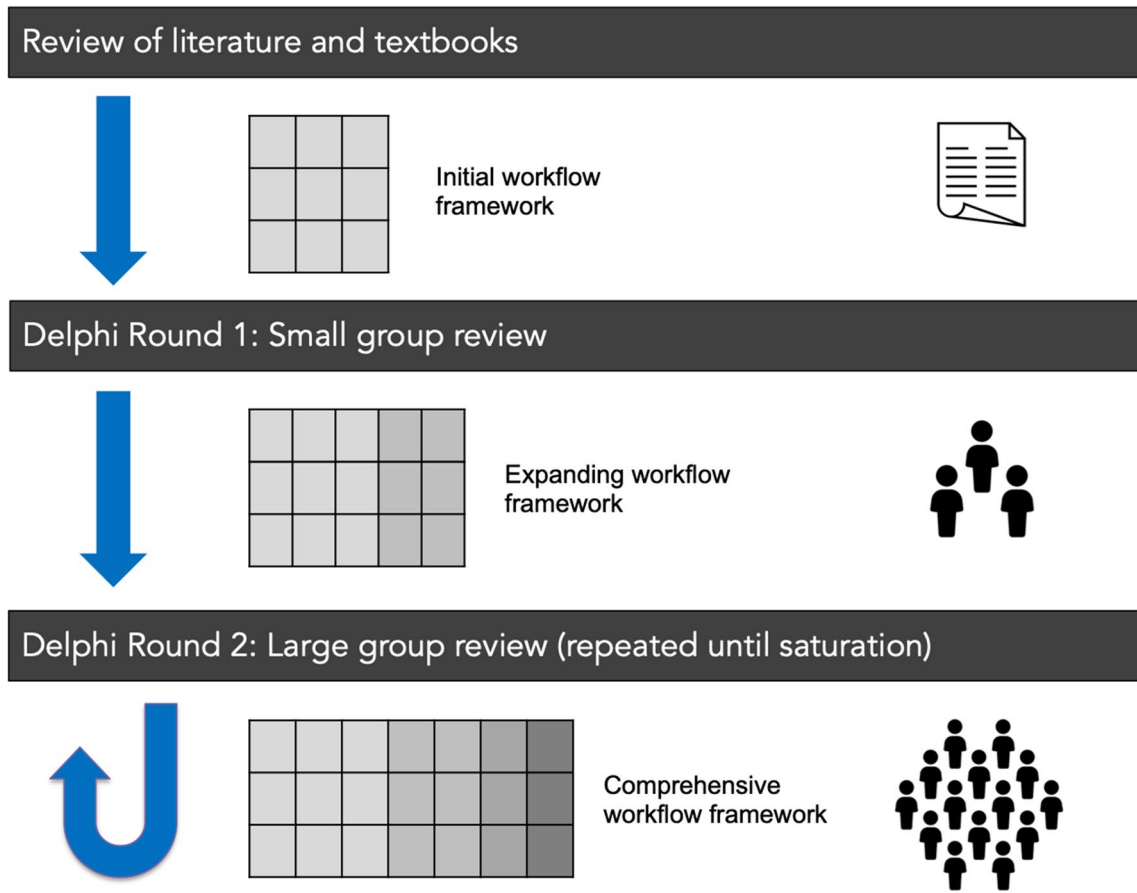 Review of literature and textbooks
Initial workflow
framework
Delphi Round 1: Small group review
Expanding workflow
framework
Delphi Round 2: Large group review (repeated until saturation)
Comprehensive
workflow framework